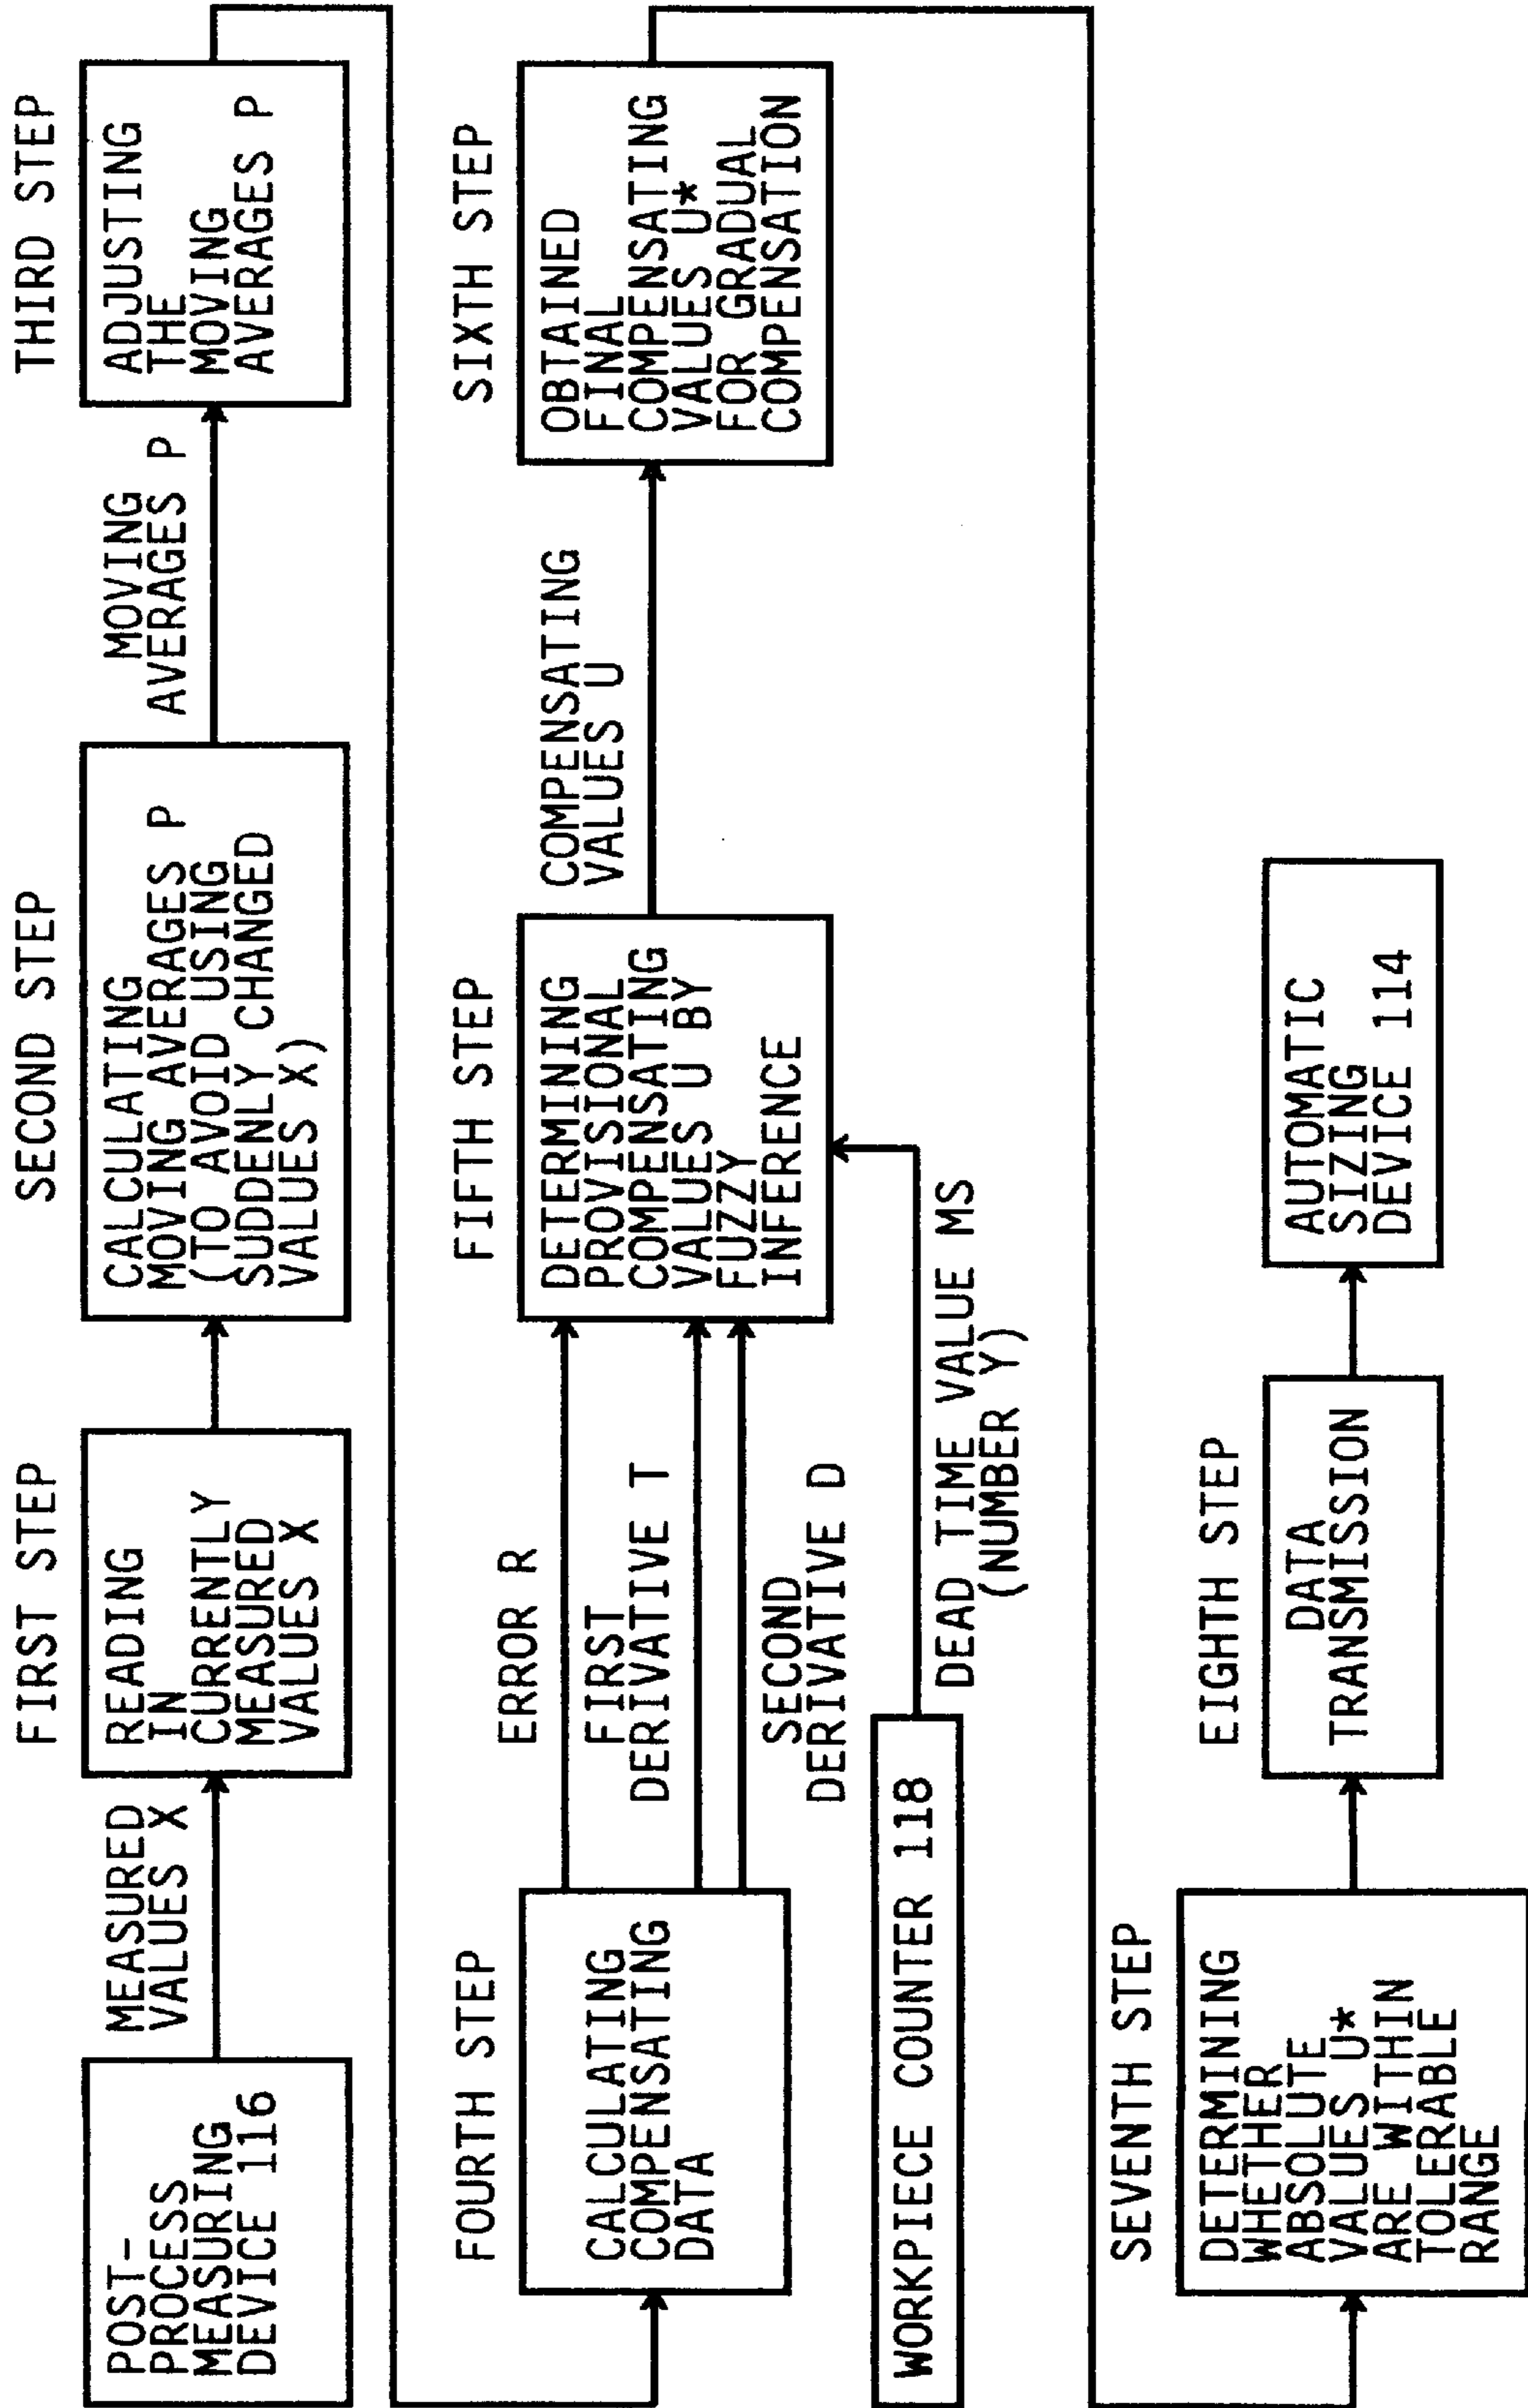 POST-
PROCESS
MEASURING
DEVICE 116
MEASURED
VALUES X
FIRST STEP
READING
IN
CURRENTLY
MEASURED
VALUES X
SECOND STEP
CALCULATING
MOVING AVERAGES P
(TO AVOID USING
SUDDENLY CHANGED
VALUES X)
MOVING
AVERAGES P
THIRD STEP
ADJUSTING
THE
MOVING
AVERAGES P
FOURTH STEP
CALCULATING
COMPENSATING
DATA
ERROR R
FIRST
DERIVATIVE T
SECOND
DERIVATIVE D
WORKPIECE COUNTER 118
DEAD TIME VALUE MS
(NUMBER Y)
FIFTH STEP
DETERMINING
PROVISIONAL
COMPENSATING
VALUES U BY
FUZZY
INFERENCE
COMPENSATING
VALUES U
SIXTH STEP
OBTAINED
FINAL
COMPENSATING
VALUES U*
FOR GRADUAL
COMPENSATION
SEVENTH STEP
DETERMINING
WHETHER
ABSOLUTE
VALUES U*
ARE WITHIN
TOLERABLE
RANGE
EIGHTH STEP
DATA
TRANSMISSION
AUTOMATIC
SIZING
DEVICE 114